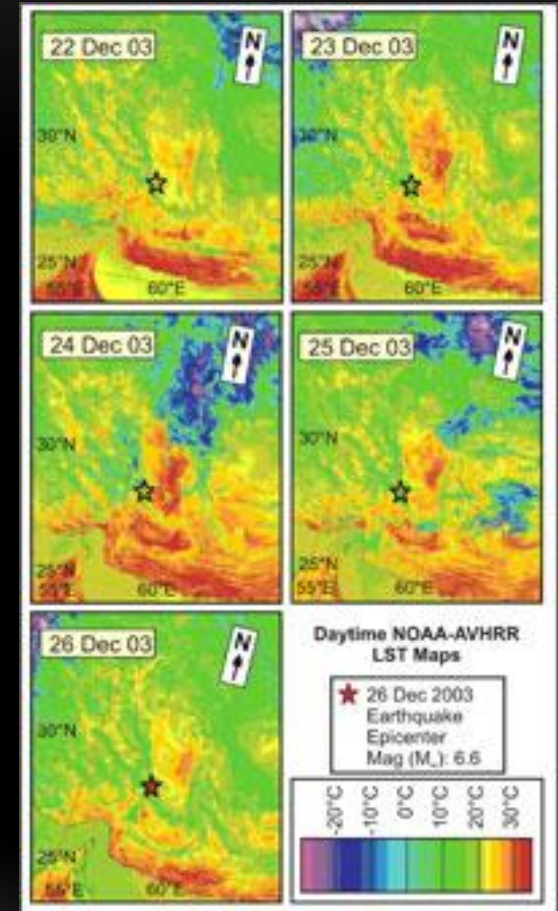 22 Dec 03
N
30°N
25°N
55°E
60°E
23 Dec 03
N
30°N
25°N
55°E
60°E
24 Dec 03
N
30°N
25°N
55°E
60°E
25 Dec 03
N
30°N
25°N
55°E
60°E
26 Dec 03
N
30°N
25°N
55°E
60°E
Daytime NOAA-AVHRR
LST Maps
26 Dec 2003
Earthquake
Epicenter
Mag (Mw): 6.6
-20°C
-10°C
0°C
10°C
20°C
30°C